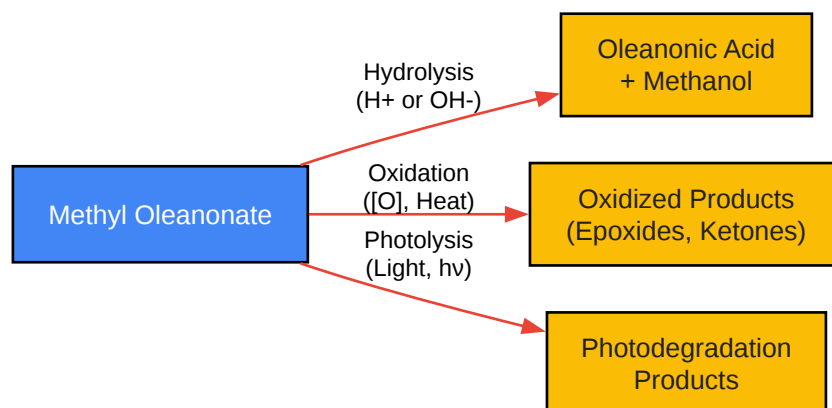 Methyl Oleanonate
Hydrolysis
(H+ or OH-)
Oleanonic Acid
+ Methanol
Oxidation
([O], Heat)
Oxidized Products
(Epoxides, Ketones)
Photolysis
(Light, hν)
Photodegradation
Products